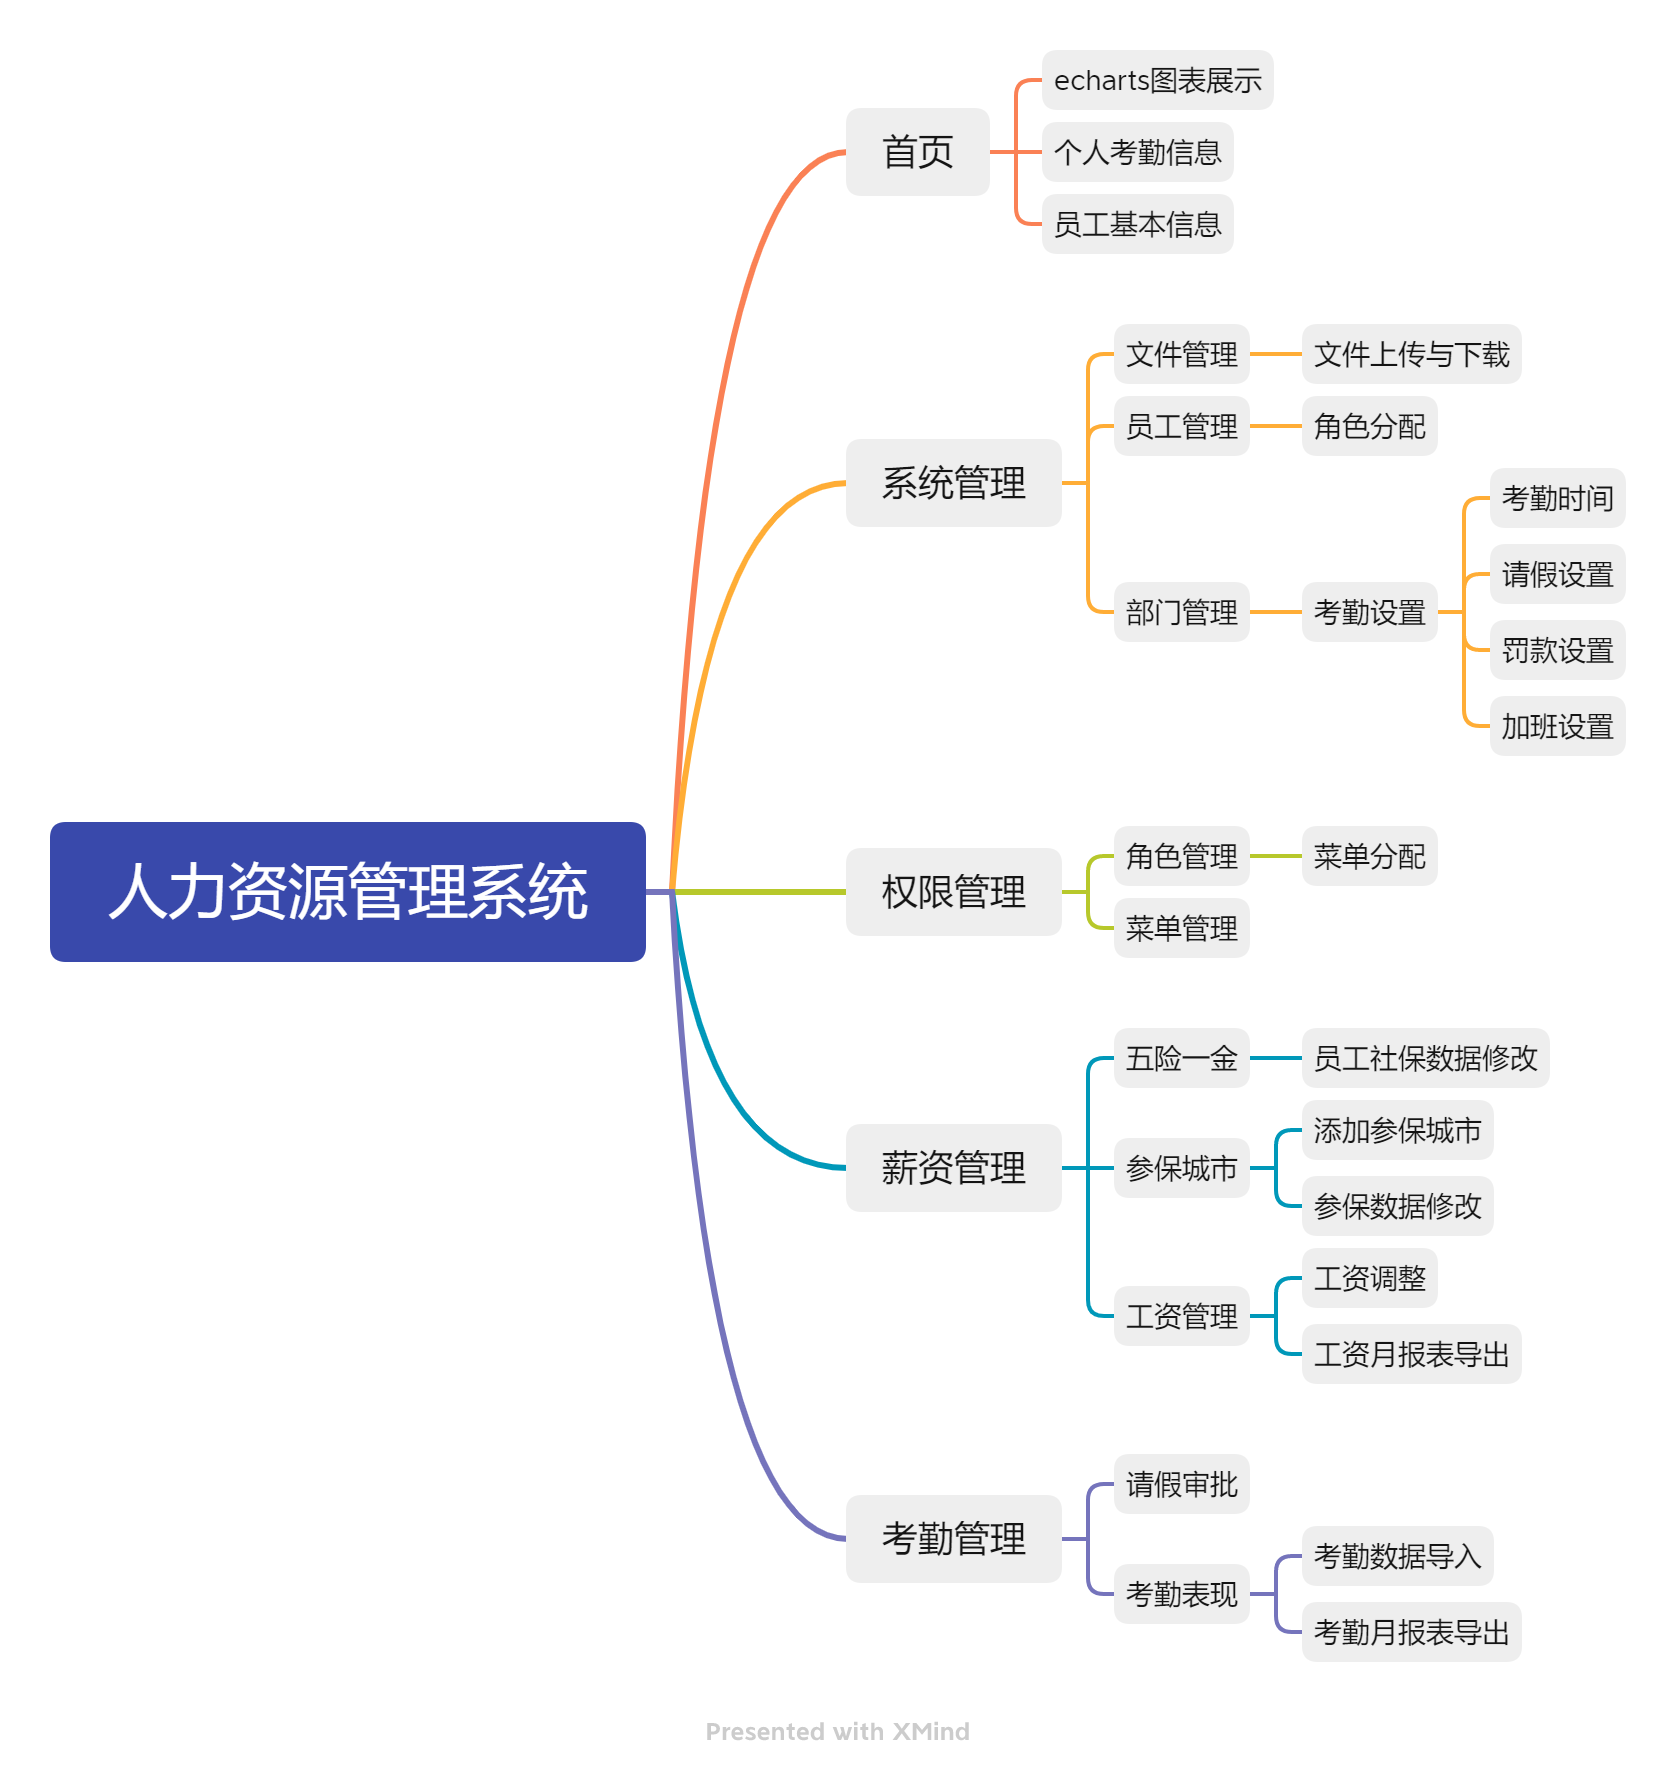 人力资源管理系统
首页
echarts图表展示
个人考勤信息
员工基本信息
系统管理
文件管理
文件上传与下载
员工管理
角色分配
部门管理
考勤设置
考勤时间
请假设置
罚款设置
加班设置
权限管理
角色管理
菜单分配
菜单管理
薪资管理
五险一金
员工社保数据修改
参保城市
添加参保城市
参保数据修改
工资管理
工资调整
工资月报表导出
考勤管理
请假审批
考勤表现
考勤数据导入
考勤月报表导出
Presented with XMind